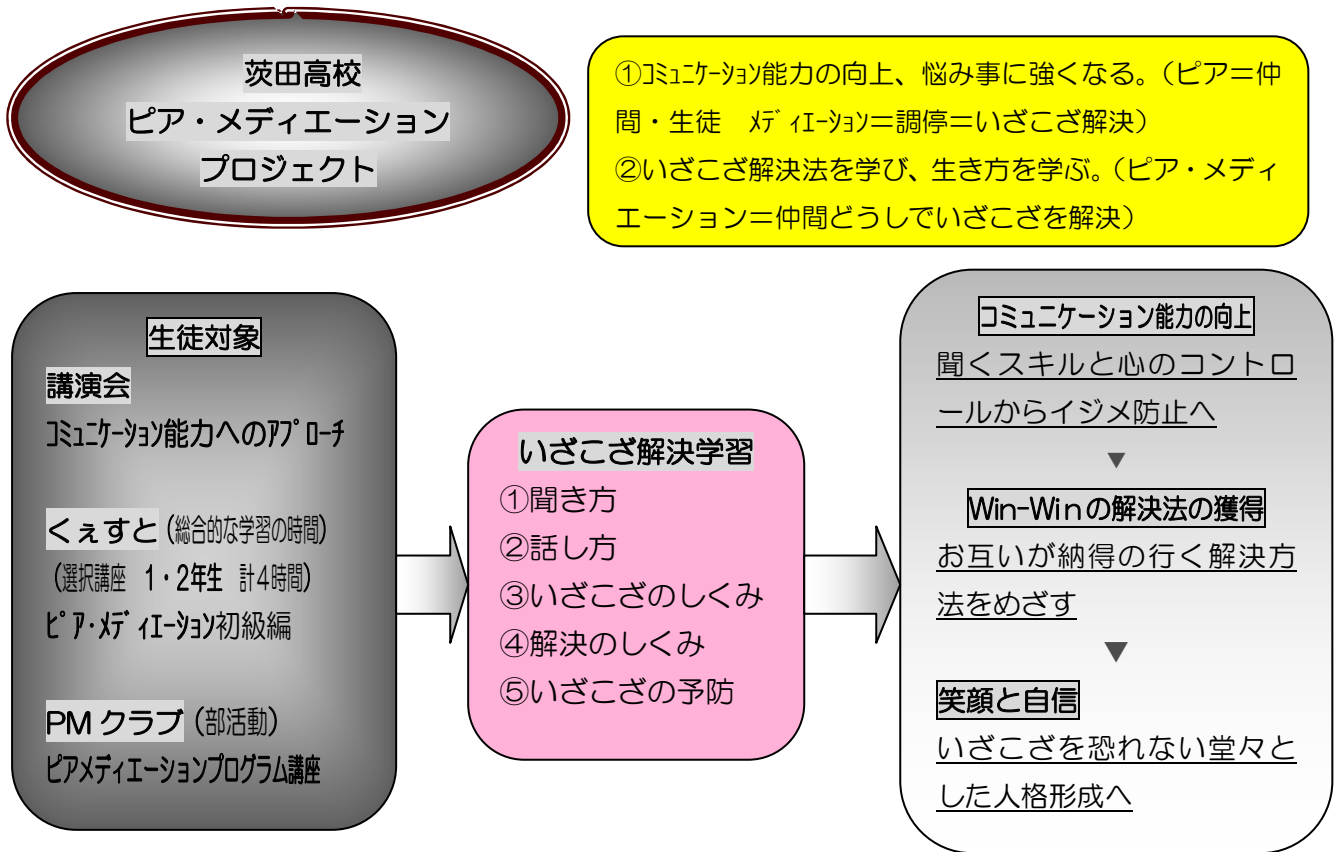 茨田高校
ピア・メディエーション
プロジェクト
①ｺﾐｭﾆｹｰｼｮﾝ能力の向上、悩み事に強くなる。（ピア＝仲
間・生徒　ﾒﾃﾞｨｴｰｼｮﾝ＝調停＝いざこざ解決）
②いざこざ解決法を学び、生き方を学ぶ。（ピア・メディ
エーション＝仲間どうしでいざこざを解決）
生徒対象
講演会
ｺﾐｭﾆｹｰｼｮﾝ能力へのｱﾌﾟﾛｰﾁ
くぇすと（総合的な学習の時間）
（選択講座　1・2年生　計4時間）
ﾋﾟｱ・ﾒﾃﾞｨｴｰｼｮﾝ初級編
PMクラブ（部活動）
ピアメディエーションプログラム講座
いざこざ解決学習
①聞き方
②話し方
③いざこざのしくみ
④解決のしくみ
⑤いざこざの予防
コミュニケーション能力の向上
聞くスキルと心のコントロ
ールからイジメ防止へ
▼
Win-Winの解決法の獲得
お互いが納得の行く解決方
法をめざす
▼
笑顔と自信
いざこざを恐れない堂々と
した人格形成へ